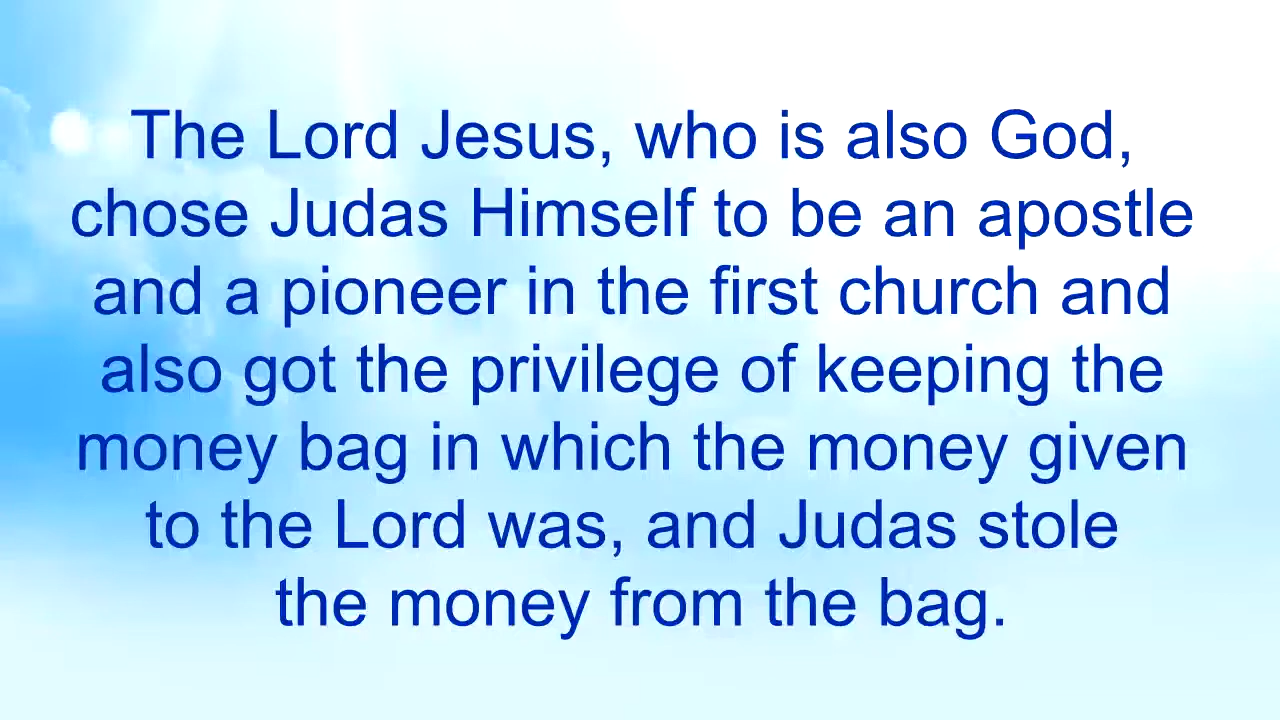 The Lord Jesus, who is also God,
chose Judas Himself to be an apostle
and a pioneer in the first church and
also got the privilege of keeping the
money bag in which the money given
to the Lord was, and Judas stole
the money from the bag.